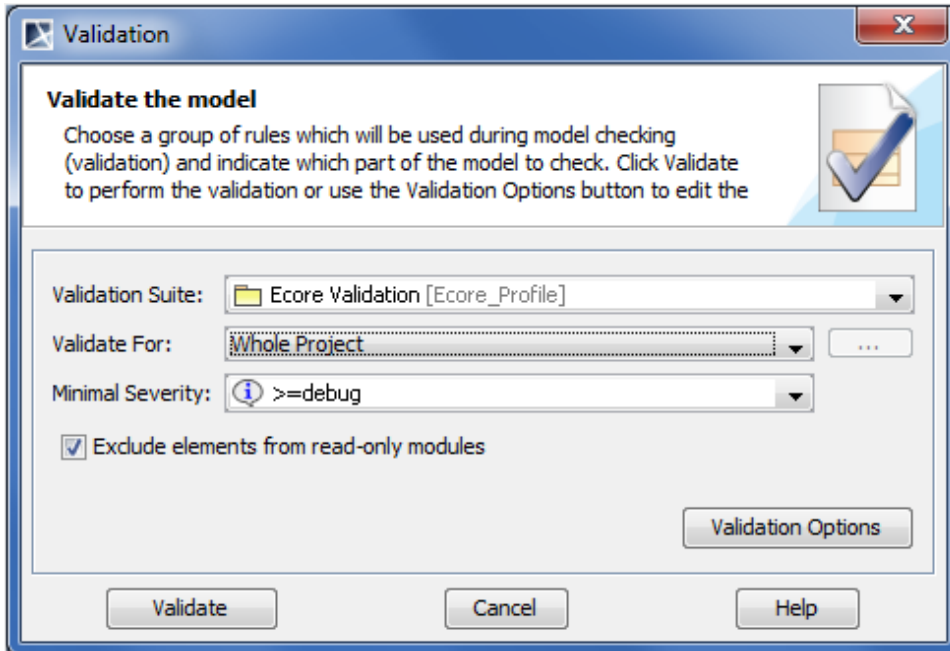 Validation
Validate the model
Choose a group of rules which will be used during model checking
(validation) and indicate which part of the model to check. Click Validate
to perform the validation or use the Validation Options button to edit the
Validation Suite: Ecore Validation [Ecore_Profile]
Validate For: Whole Project ...
Minimal Severity: >=debug
Exclude elements from read-only modules
Validation Options
Validate Cancel Help